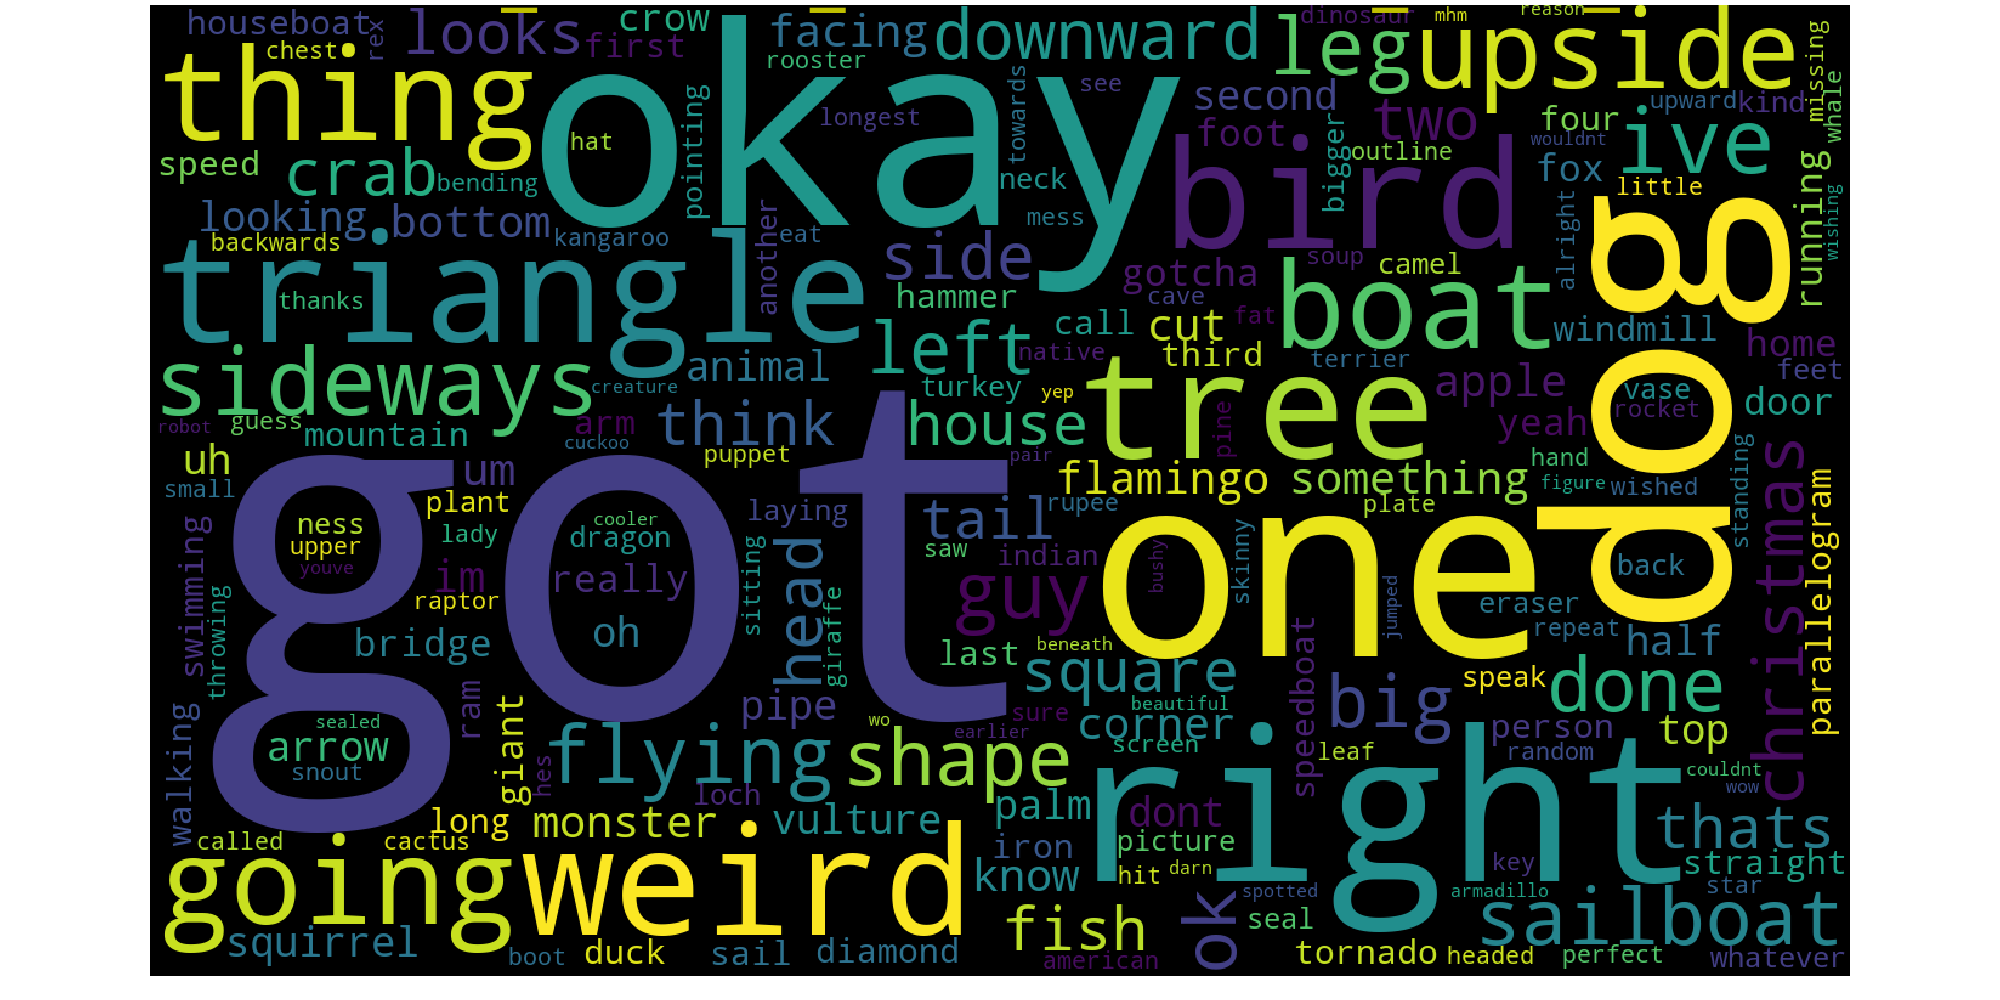 houseboat
rex
looks
crow
first
facing
downward
dinosaur
leg
mhm
upside
reason
missing
thing
chest
okay
rooster
hat
pointing
longest
towards
see
second
foot
two
bigger
outline
four
upward
kind
whale
wouldnt
ive
speed
crab
bending
neck
mess
bird
fox
little
running
wishing
looking
bottom
backwards
kangaroo
another
eat
side
gotcha
soup
camel
alright
dog
triangle
thanks
hammer
cave
call
cut
fat
boat
windmill
home
sideways
animal
creature
left
native
third
terrier
apple
vase
feet
rocket
door
turkey
yep
tree
robot
guess
mountain
arm
cuckoo
think
house
pine
yeah
uh
um
puppet
pair
flamingo
something
hand
figure
wished
standing
christmas
small
plant
got
laying
tail
rupee
plate
parallelogram
ness
upper
youve
lady
cooler
dragon
saw
indian
bushy
skinny
one
back
swimming
throwing
im
really
raptor
sitting
head
giraffe
guy
jumped
eraser
repeat
half
bridge
oh
last
beneath
square
speedboat
big
speak
done
walking
ram
pipe
wo
sure
beautiful
corner
earlier
person
top
sealed
arrow
snout
giant
hes
flying
loch
shape
screen
leaf
random
couldnt
wow
called
cactus
long
monster
vulture
palm
dont
right
thats
going
weird
iron
picture
know
hit
darn
key
armadillo
straight
squirrel
boot
duck
sail
diamond
fish
american
ok
seal
spotted
star
sailboat
tornado
headed
perfect
whatever